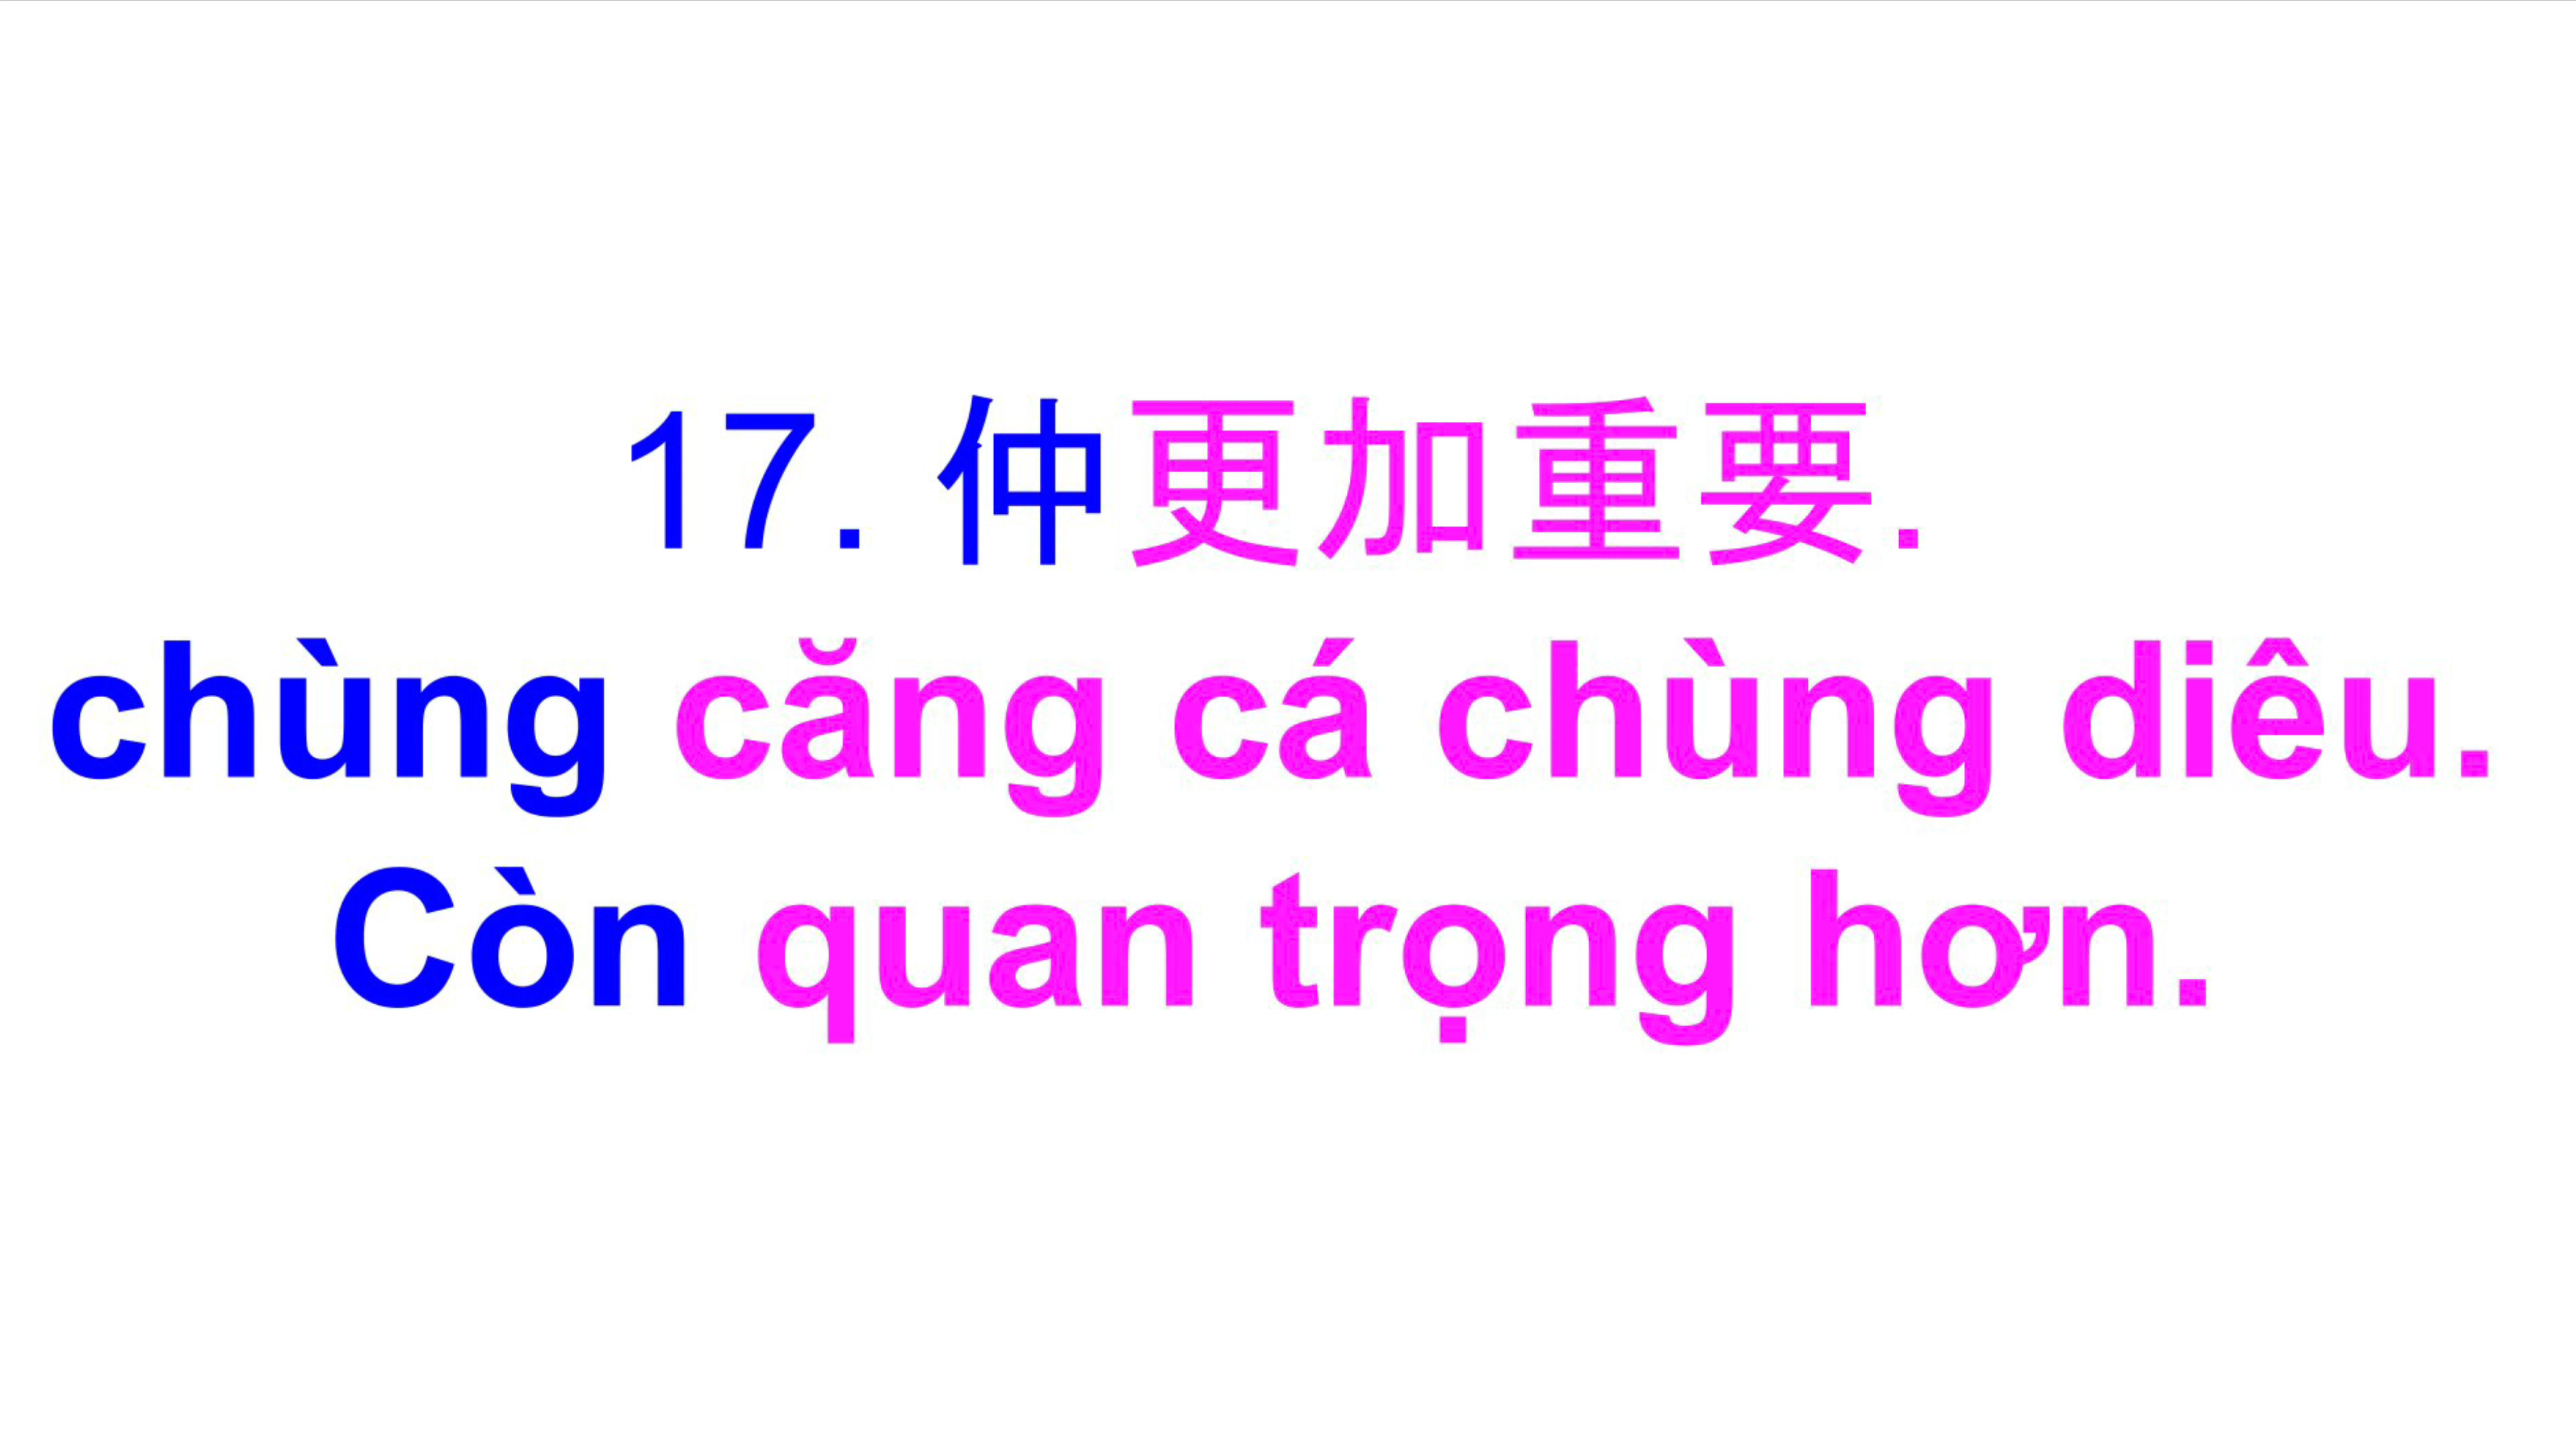 17. 仲更加重要.
chùng căng cá chùng diêu.
Còn quan trọng hơn.